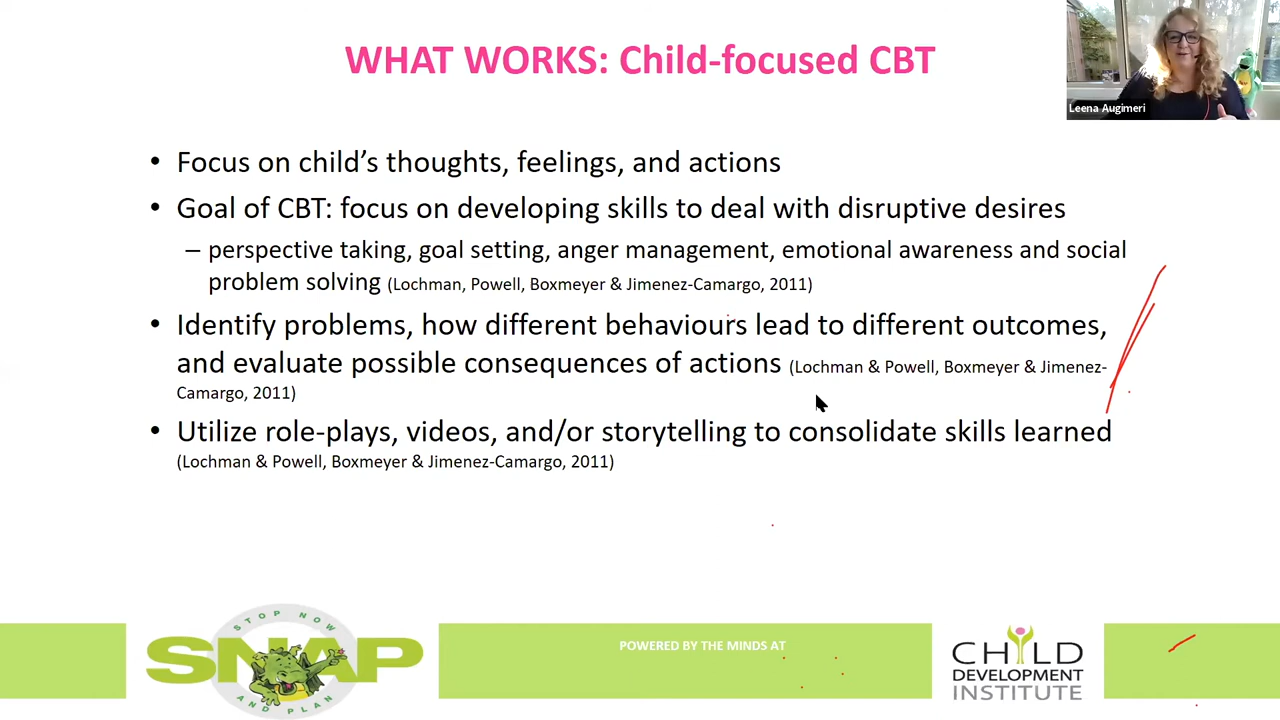 WHAT WORKS: Child-focused CBT
Leena Augimeri
• Focus on child’s thoughts, feelings, and actions
• Goal of CBT: focus on developing skills to deal with disruptive desires
– perspective taking, goal setting, anger management, emotional awareness and social
problem solving (Lochman, Powell, Boxmeyer & Jimenez-Camargo, 2011)
• Identify problems, how different behaviours lead to different outcomes,
and evaluate possible consequences of actions (Lochman & Powell, Boxmeyer & Jimenez-
Camargo, 2011)
• Utilize role-plays, videos, and/or storytelling to consolidate skills learned
(Lochman & Powell, Boxmeyer & Jimenez-Camargo, 2011)
STOP NOW
SNAP
AND PLAN
POWERED BY THE MINDS AT
CHILD
DEVELOPMENT
INSTITUTE